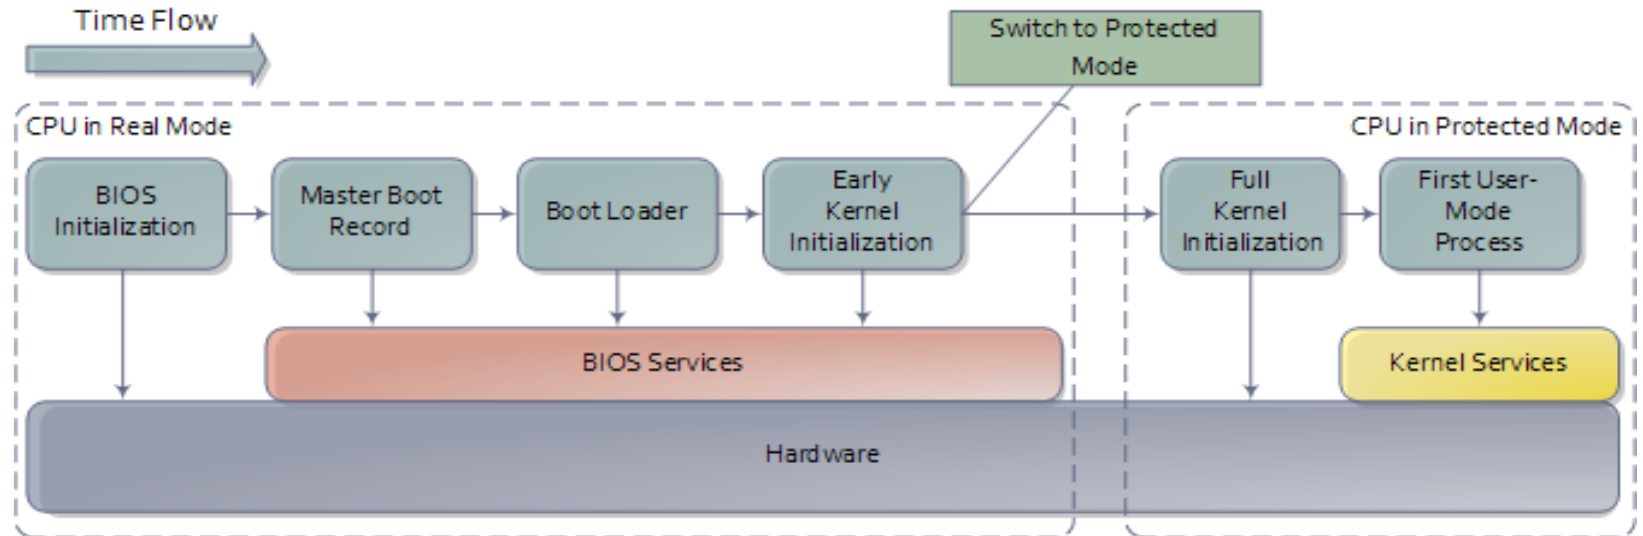 Time Flow
Switch to Protected
Mode
CPU in Real Mode
CPU in Protected Mode
BIOS
Initialization
Master Boot
Record
Boot Loader
Early
Kernel
Initialization
Full
Kernel
Initialization
First User-
Mode
Process
BIOS Services
Kernel Services
Hardware